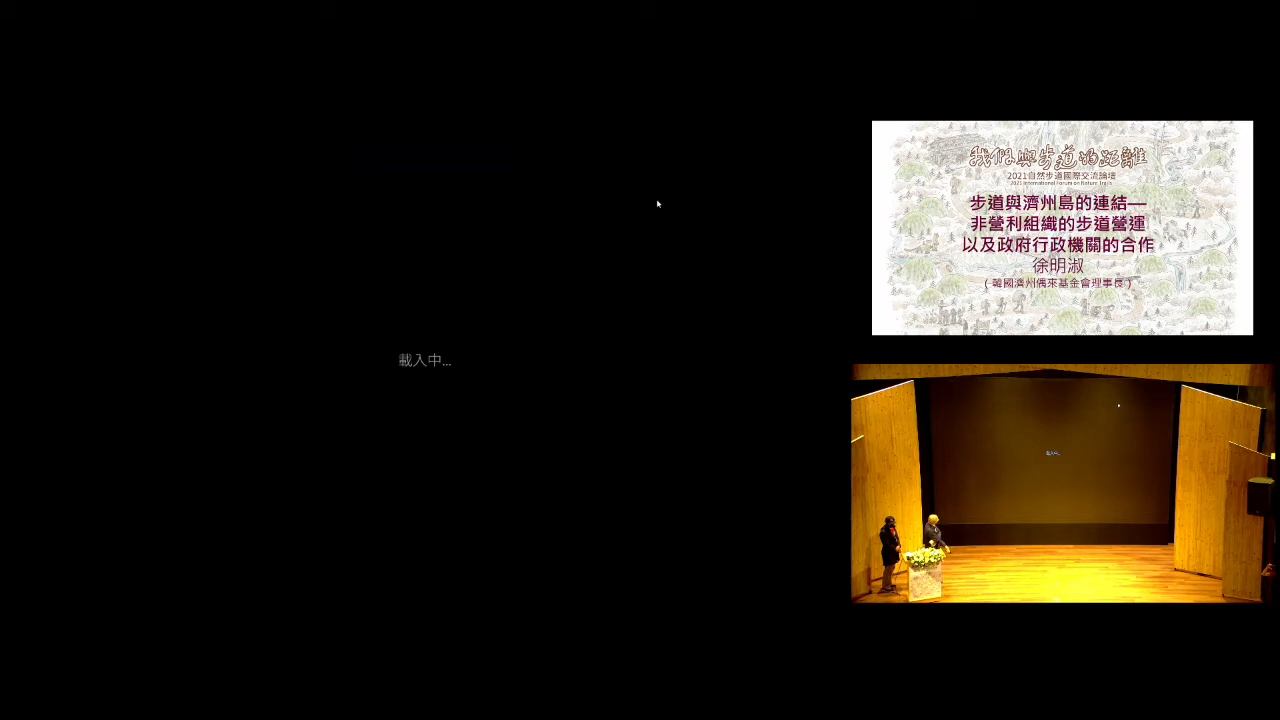 載入中...
我們與步道的距離
2021自然步道國際交流論壇
2021 International Forum on Nature Trails
步道與濟州島的連結—
非營利組織的步道營運
以及政府行政機關的合作
徐明淑
（韓國濟州偶來基金會理事長）